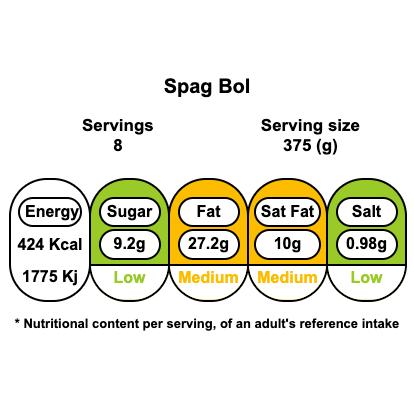 Spag Bol
Servings
8
Serving size
375 (g)
Energy Sugar Fat Sat Fat Salt
424 Kcal 9.2g 27.2g 10g 0.98g
1775 Kj Low Medium Medium Low
* Nutritional content per serving, of an adult's reference intake